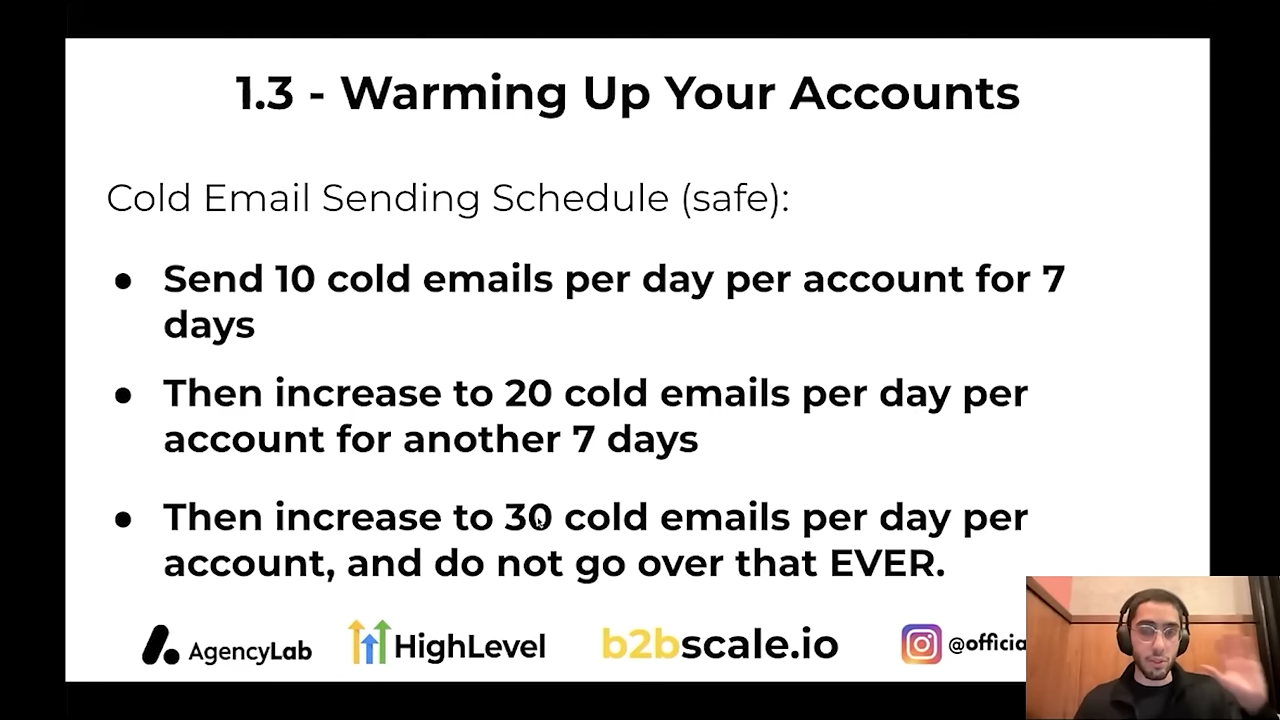 1.3 - Warming Up Your Accounts
Cold Email Sending Schedule (safe):
● Send 10 cold emails per day per account for 7
days
● Then increase to 20 cold emails per day per
account for another 7 days
● Then increase to 30 cold emails per day per
account, and do not go over that EVER.
AgencyLab HighLevel b2bscale.io @officia